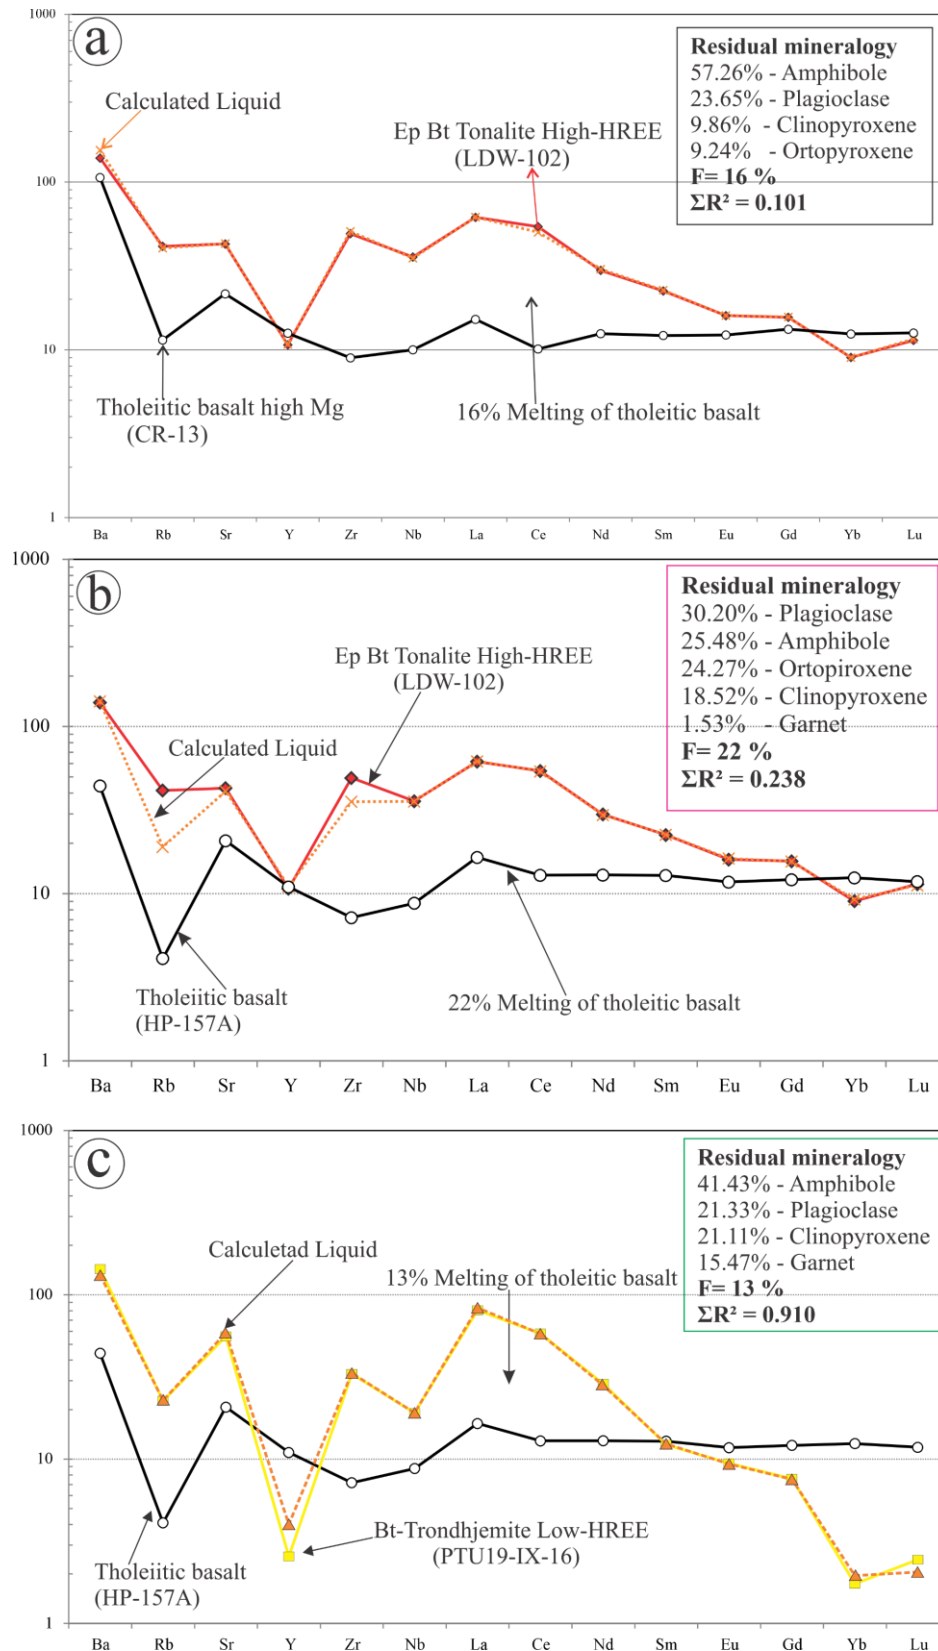 1000
a
Residual mineralogy
57.26% - Amphibole
23.65% - Plagioclase
9.86% - Clinopyroxene
9.24% - Ortopyroxene
F= 16 %
ΣR² = 0.101
Calculated Liquid
Ep Bt Tonalite High-HREE
(LDW-102)
100
10
Tholeiitic basalt high Mg
(CR-13)
16% Melting of tholeitic basalt
1
Ba Rb Sr Y Zr Nb La Ce Nd Sm Eu Gd Yb Lu
1000
b
Residual mineralogy
30.20% - Plagioclase
25.48% - Amphibole
24.27% - Ortopiroxene
18.52% - Clinopyroxene
1.53% - Garnet
F= 22 %
ΣR² = 0.238
Ep Bt Tonalite High-HREE
(LDW-102)
100
Calculated Liquid
10
Tholeiitic basalt
(HP-157A)
22% Melting of tholeitic basalt
1
Ba Rb Sr Y Zr Nb La Ce Nd Sm Eu Gd Yb Lu
1000
c
Residual mineralogy
41.43% - Amphibole
21.33% - Plagioclase
21.11% - Clinopyroxene
15.47% - Garnet
F= 13 %
ΣR² = 0.910
Calculetad Liquid
13% Melting of tholeitic basalt
100
10
Bt-Trondhjemite Low-HREE
(PTU19-IX-16)
Tholeiitic basalt
(HP-157A)
1
Ba Rb Sr Y Zr Nb La Ce Nd Sm Eu Gd Yb Lu